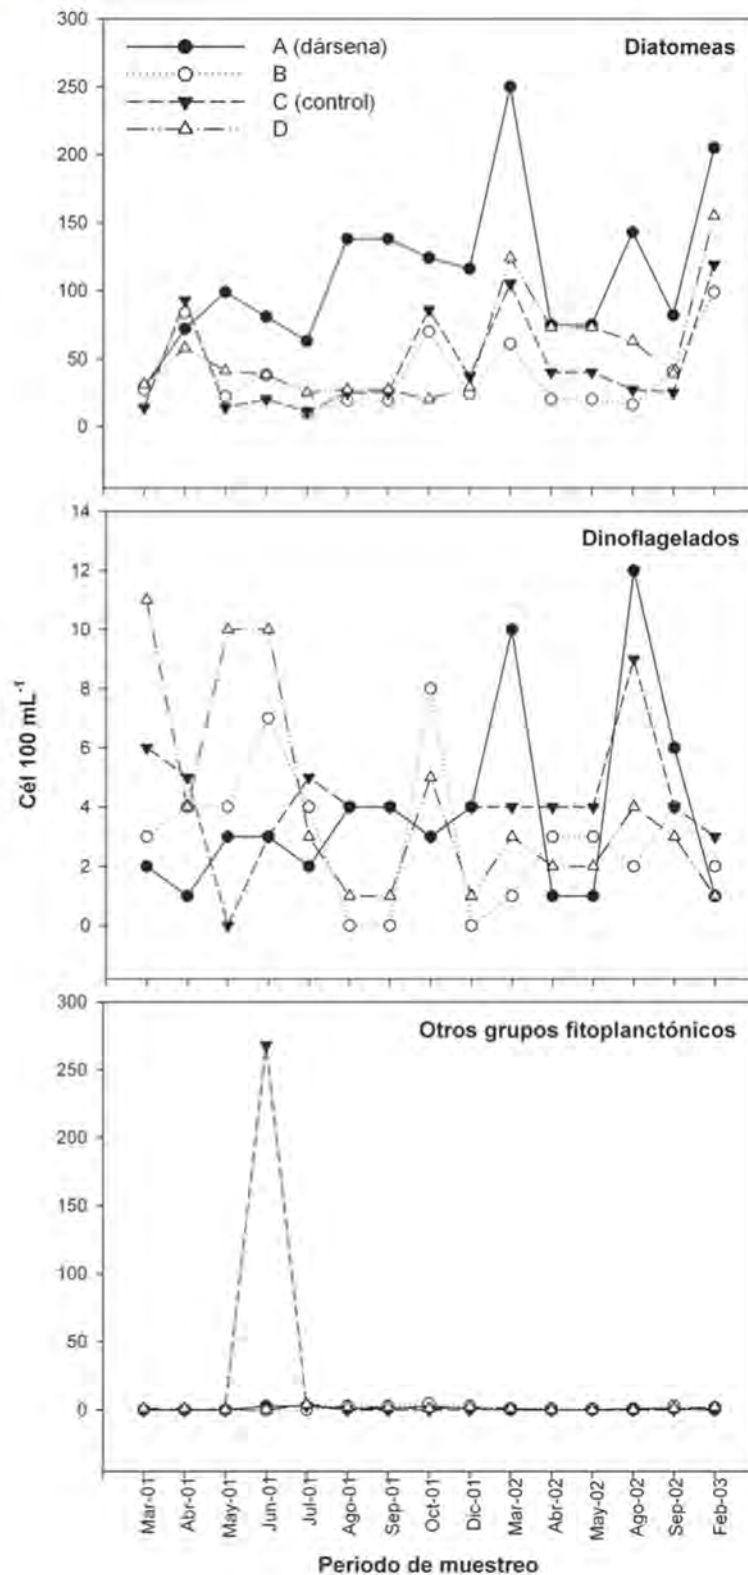 300
A (dársena)
Diatomeas
B
250
C (control)
D
200
150
100
50
0
14
Dinoflagelados
12
10
8
6
4
2
0
Cél 100 mL-1
300
Otros grupos fitoplanctónicos
250
200
150
100
50
0
Mar-01
Abr-01
May-01
Jun-01
Jul-01
Ago-01
Sep-01
Oct-01
Dic-01
Mar-02
Abr-02
May-02
Ago-02
Sep-02
Feb-03
Periodo de muestreo